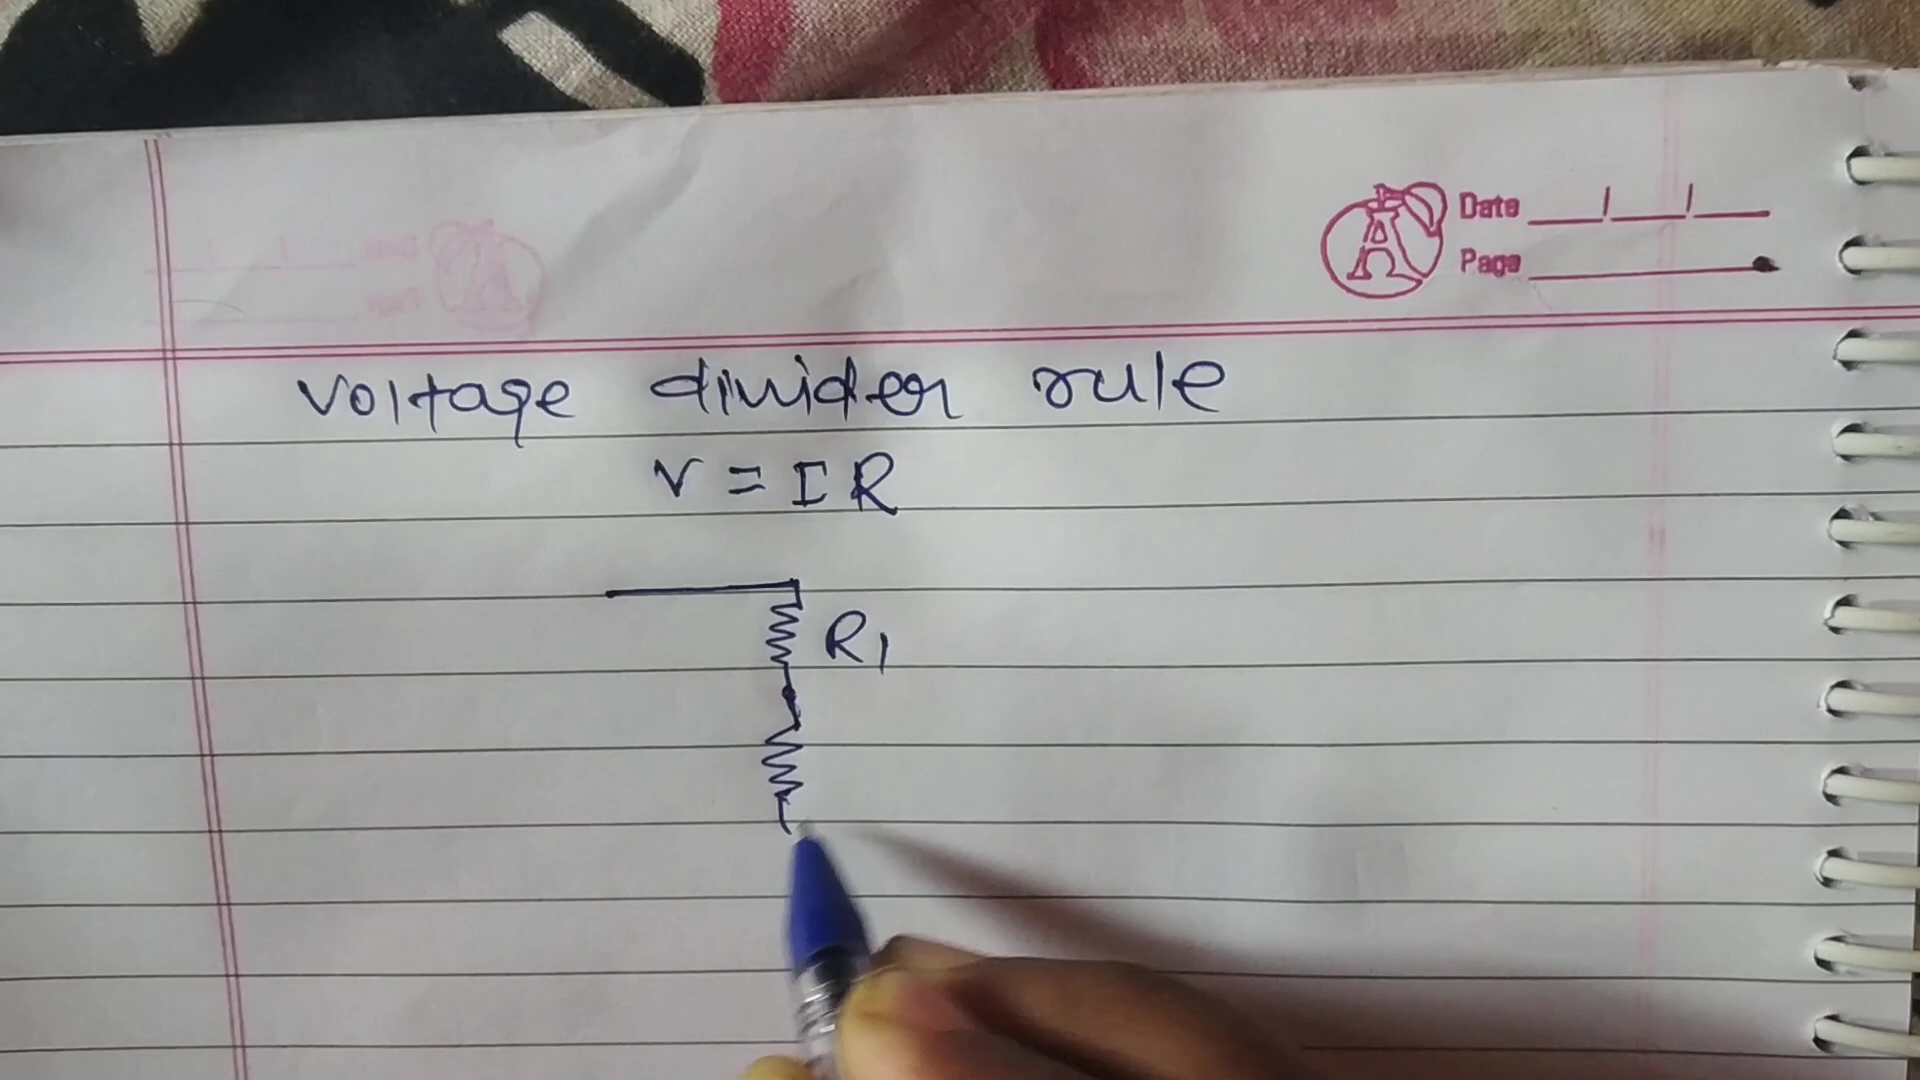 Date
Page
voltage divider rule
V = IR
R1